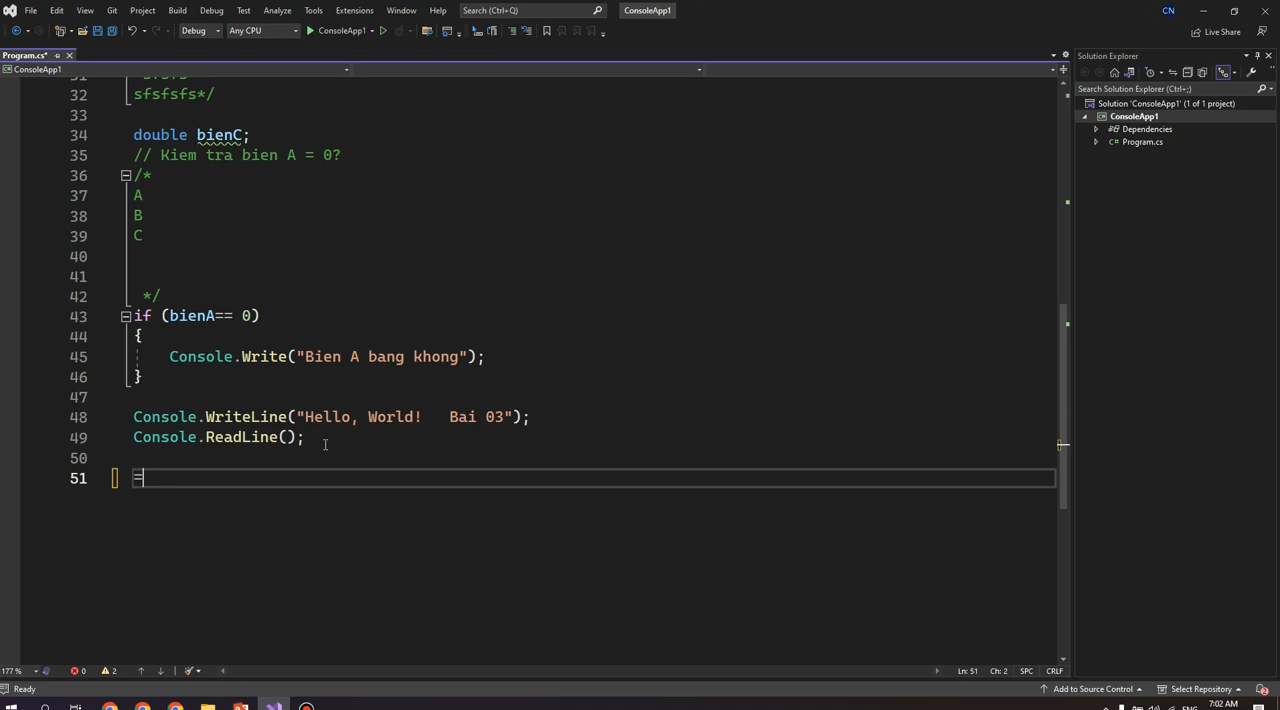 File Edit View Git Project Build Debug Test Analyze Tools Extensions Window Help Search (Ctrl+Q) ConsoleApp1 CN
Debug Any CPU ConsoleApp1 Live Share
Program.cs*
ConsoleApp1
Solution Explorer
Search Solution Explorer (Ctrl+;)
Solution 'ConsoleApp1' (1 of 1 project)
ConsoleApp1
Dependencies
C# Program.cs
32 sfsfsfs*/
33
34 double bienC;
35 // Kiem tra bien A = 0?
36 /*
37 A
38 B
39 C
40
41
42 */
43 if (bienA== 0)
44 {
45 Console.Write("Bien A bang khong");
46 }
47
48 Console.WriteLine("Hello, World!   Bai 03");
49 Console.ReadLine();
50
51 =
177 % 0 2 Ln: 51 Ch: 2 SPC CRLF
Ready Add to Source Control Select Repository 2
ENG 7:02 AM